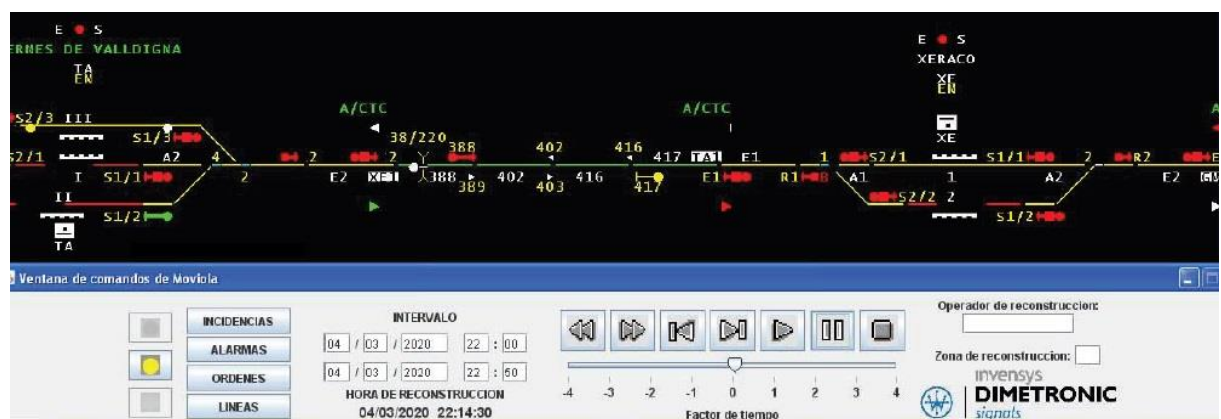 E S
ERNES DE VALLDIGNA
TA
EN
A/CTC
A/CTC
E S
XERACO
XE
EN
XE
S2/3 III
S1/3
38/220
388
402
416
S2/1
A2 4
2
2
388
402
416
417 TA1 E1
1
S2/1
S1/1
2
R2
E
I S1/1
2
E2 XE1
389
403
417
E1
R1
B
A1
1
A2
E2
II
S1/2
S2/2 2
S1/2
TA
Ventana de comandos de Moviola
INCIDENCIAS
ALARMAS
ORDENES
LINEAS
INTERVALO
04 / 03 / 2020 22 : 00
04 / 03 / 2020 22 : 50
HORA DE RECONSTRUCCION
04/03/2020 22:14:30
-4 -3 -2 -1 0 1 2 3 4
Factor de tiempo
Operador de reconstruccion:
Zona de reconstruccion:
invensys
DIMETRONIC
signals